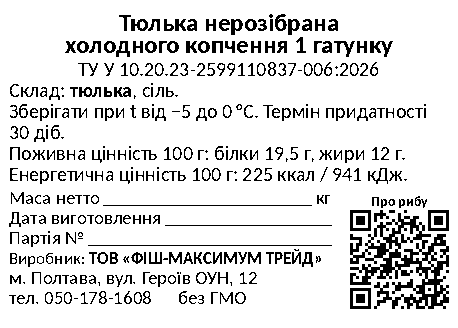 Тюлька нерозібрана
холодного копчення 1 гатунку
ТУ У 10.20.23-2599110837-006:2026
Склад: тюлька, сіль.
Зберігати при t від −5 до 0 °С. Термін придатності
30 діб.
Поживна цінність 100 г: білки 19,5 г, жири 12 г.
Енергетична цінність 100 г: 225 ккал / 941 кДж.
Маса нетто ____________________ кг
Дата виготовлення ________________
Партія № ________________________
Про рибу
Виробник: ТОВ «ФІШ-МАКСИМУМ ТРЕЙД»
м. Полтава, вул. Героїв ОУН, 12
тел. 050-178-1608 без ГМО